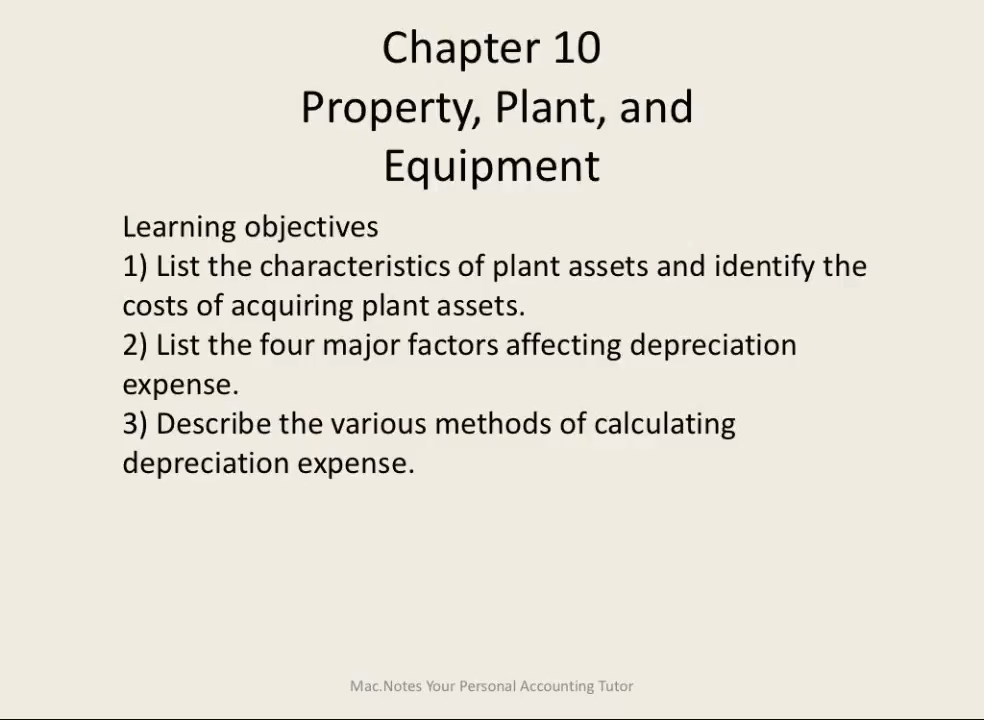 Chapter 10
Property, Plant, and
Equipment
Learning objectives
1) List the characteristics of plant assets and identify the
costs of acquiring plant assets.
2) List the four major factors affecting depreciation
expense.
3) Describe the various methods of calculating
depreciation expense.
Mac.Notes Your Personal Accounting Tutor